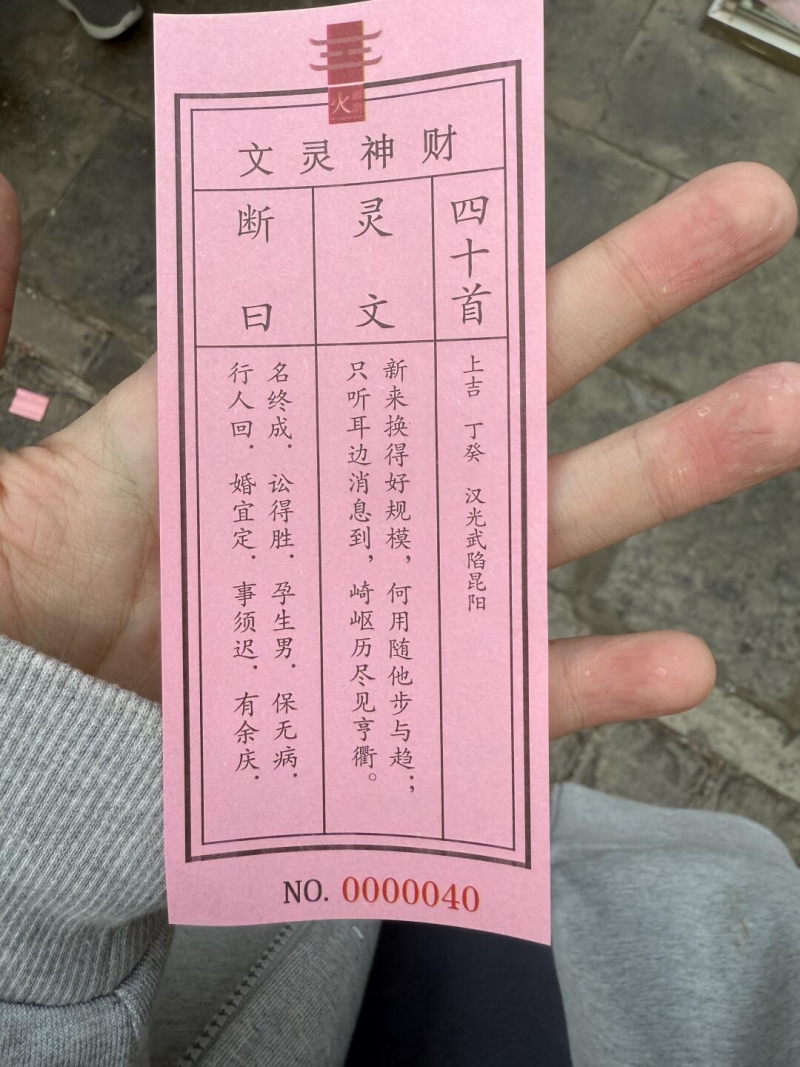 火
财神灵文
四十首
上吉 丁癸 汉光武陷昆阳
灵文
新来换得好规模，何用随他步与趋；
只听耳边消息到，崎岖历尽见亨衢。
断曰
名终成．讼得胜．孕生男．保无病．
行人回．婚宜定．事须迟．有余庆．
NO. 0000040